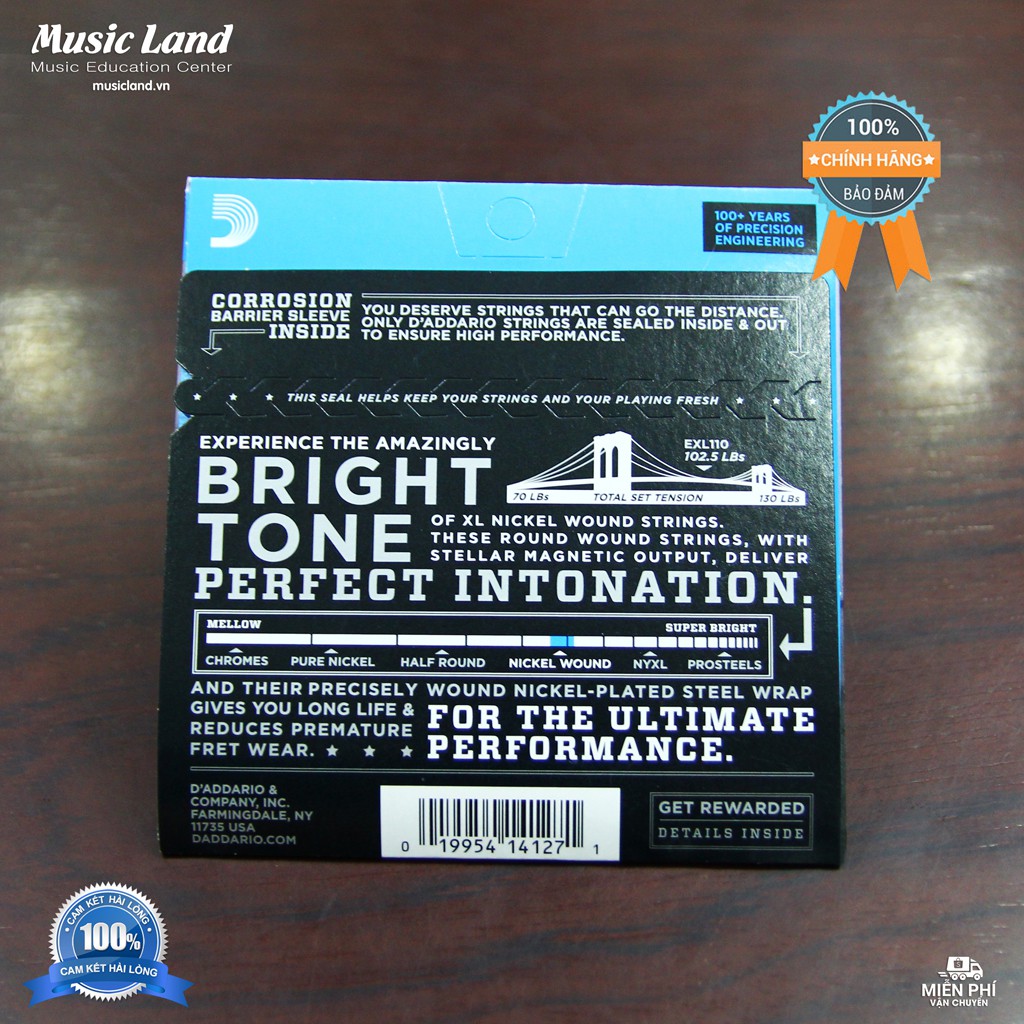 Music Land
Music Education Center
musicland.vn
100%
CHÍNH HÃNG
BẢO ĐẢM
100+ YEARS
OF PRECISION
ENGINEERING
CORROSION
BARRIER SLEEVE
INSIDE
YOU DESERVE STRINGS THAT CAN GO THE DISTANCE.
ONLY D'ADDARIO STRINGS ARE SEALED INSIDE & OUT
TO ENSURE HIGH PERFORMANCE.
THIS SEAL HELPS KEEP YOUR STRINGS AND YOUR PLAYING FRESH
EXPERIENCE THE AMAZINGLY
BRIGHT
TONE
EXL110
102.5 LBs
70 LBs TOTAL SET TENSION 130 LBs
OF XL NICKEL WOUND STRINGS.
THESE ROUND WOUND STRINGS, WITH
STELLAR MAGNETIC OUTPUT, DELIVER
PERFECT INTONATION.
MELLOW SUPER BRIGHT
CHROMES PURE NICKEL HALF ROUND NICKEL WOUND NYXL PROSTEELS
AND THEIR PRECISELY WOUND NICKEL-PLATED STEEL WRAP
GIVES YOU LONG LIFE &
REDUCES PREMATURE
FRET WEAR.
FOR THE ULTIMATE
PERFORMANCE.
D'ADDARIO &
COMPANY, INC.
FARMINGDALE, NY
11735 USA
DADDARIO.COM
0 19954 14127 1
GET REWARDED
DETAILS INSIDE
CAM KẾT HÀI LÒNG
100%
CAM KẾT HÀI LÒNG
MIỄN PHÍ
VẬN CHUYỂN